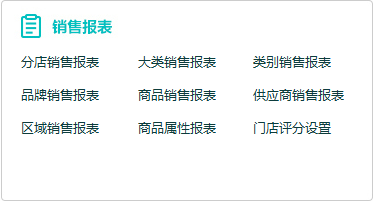 销售报表
分店销售报表 大类销售报表 类别销售报表
品牌销售报表 商品销售报表 供应商销售报表
区域销售报表 商品属性报表 门店评分设置